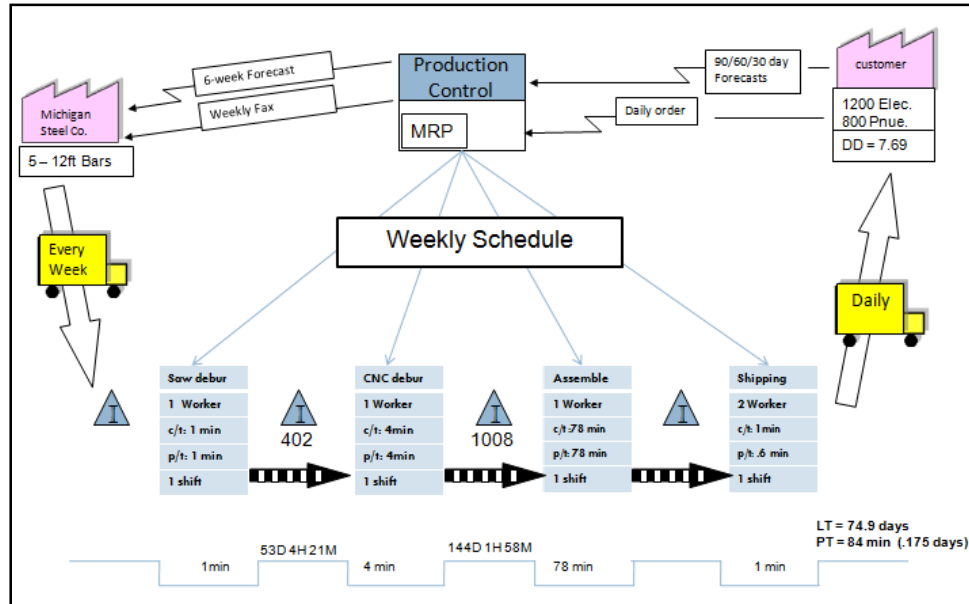 6-week Forecast
Weekly Fax
Production
Control
MRP
90/60/30 day
Forecasts
Daily order
customer
1200 Elec.
800 Pnue.
DD = 7.69
Michigan
Steel Co.
5 – 12ft Bars
Weekly Schedule
Every
Week
Daily
I
Saw debur
1 Worker
c/t: 1 min
p/t: 1 min
1 shift
I
402
CNC debur
1 Worker
c/t: 4min
p/t: 4min
1 shift
I
1008
Assemble
1 Worker
c/t :78 min
p/t: 78 min
1 shift
I
Shipping
2 Worker
c/t: 1min
p/t: .6 min
1 shift
LT = 74.9 days
PT = 84 min (.175 days)
1min
53D 4H 21M
4 min
144D 1H 58M
78 min
1 min